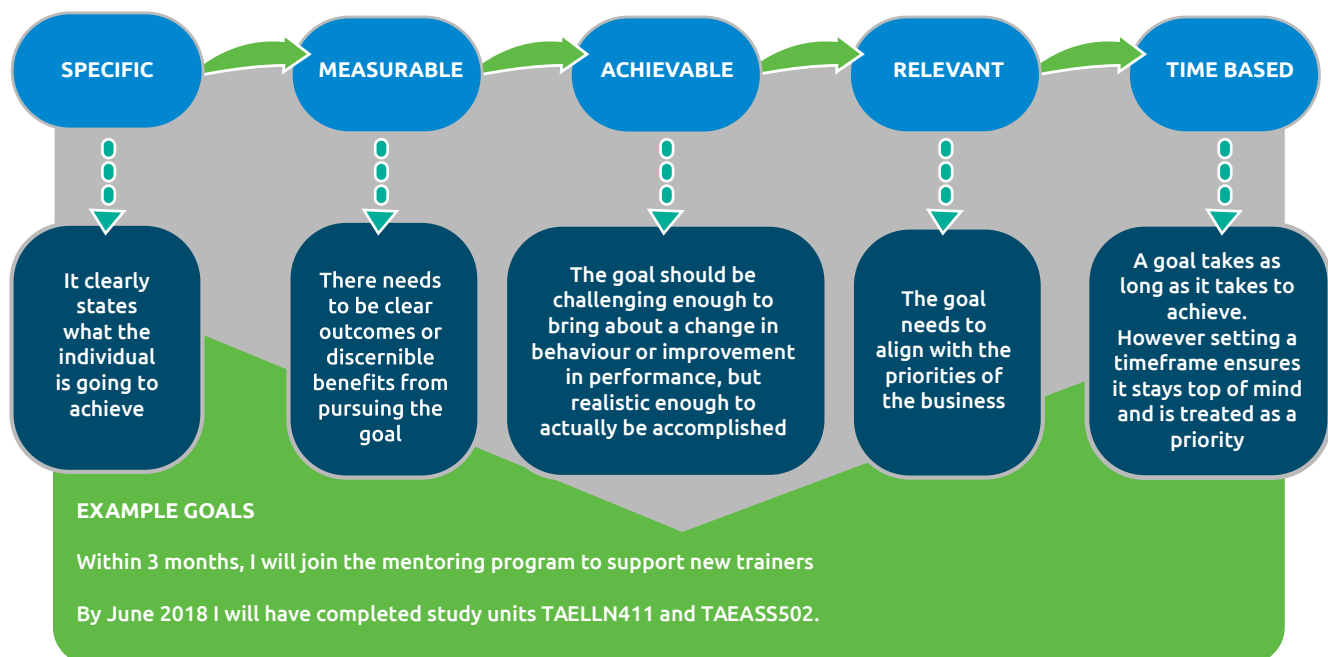 SPECIFIC
MEASURABLE
ACHIEVABLE
RELEVANT
TIME BASED
It clearly
states
what the
individual
is going to
achieve
There needs
to be clear
outcomes or
discernible
benefits from
pursuing the
goal
The goal should be
challenging enough to
bring about a change in
behaviour or improvement
in performance, but
realistic enough to
actually be accomplished
The goal
needs to
align with the
priorities of
the business
A goal takes as
long as it takes to
achieve.
However setting a
timeframe ensures
it stays top of mind
and is treated as a
priority
EXAMPLE GOALS
Within 3 months, I will join the mentoring program to support new trainers
By June 2018 I will have completed study units TAELLN411 and TAEASS502.